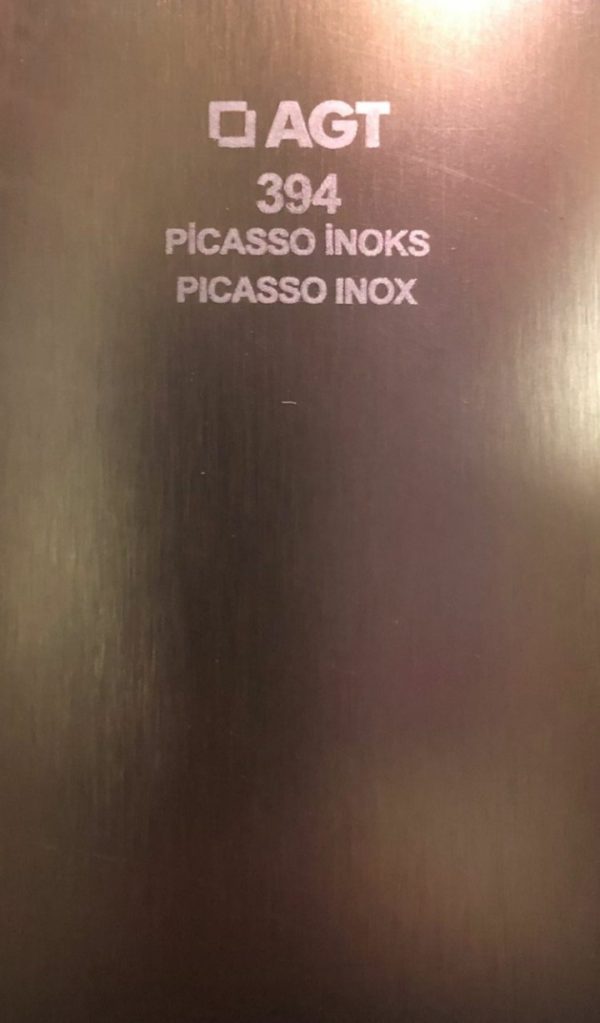 AGT
394
PİCASSO İNOKS
PICASSO INOX